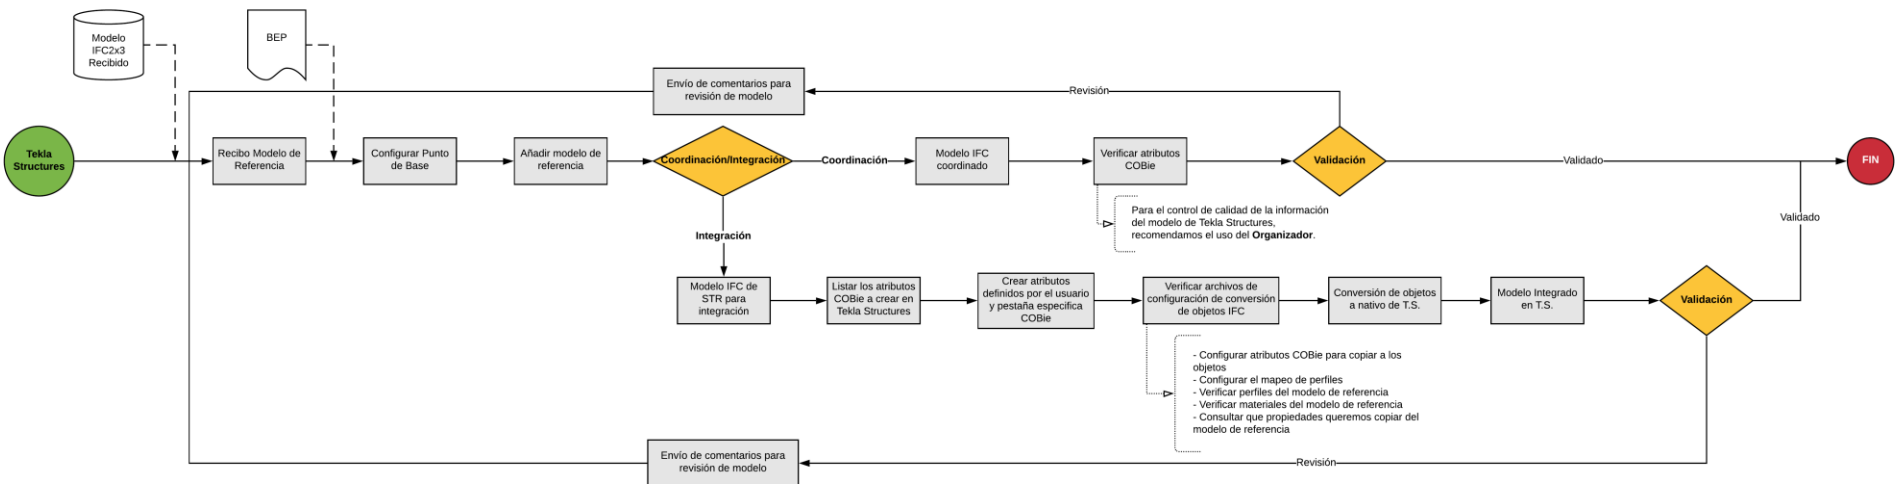 Modelo
IFC2x3
Recibido
BEP
Envío de comentarios para
revisión de modelo
Revisión
Tekla
Structures
Recibo Modelo de
Referencia
Configurar Punto
de Base
Añadir modelo de
referencia
Coordinación/Integración
Coordinación
Modelo IFC
coordinado
Verificar atributos
COBie
Validación
Validado
FIN
Para el control de calidad de la información
del modelo de Tekla Structures,
recomendamos el uso del Organizador.
Validado
Integración
Modelo IFC de
STR para
integración
Listar los atributos
COBie a crear en
Tekla Structures
Crear atributos
definidos por el usuario
y pestaña especifica
COBie
Verificar archivos de
configuración de conversión
de objetos IFC
Conversión de objetos
a nativo de T.S.
Modelo Integrado
en T.S.
Validación
- Configurar atributos COBie para copiar a los
objetos
- Configurar el mapeo de perfiles
- Verificar perfiles del modelo de referencia
- Verificar materiales del modelo de referencia
- Consultar que propiedades queremos copiar del
modelo de referencia
Envío de comentarios para
revisión de modelo
Revisión